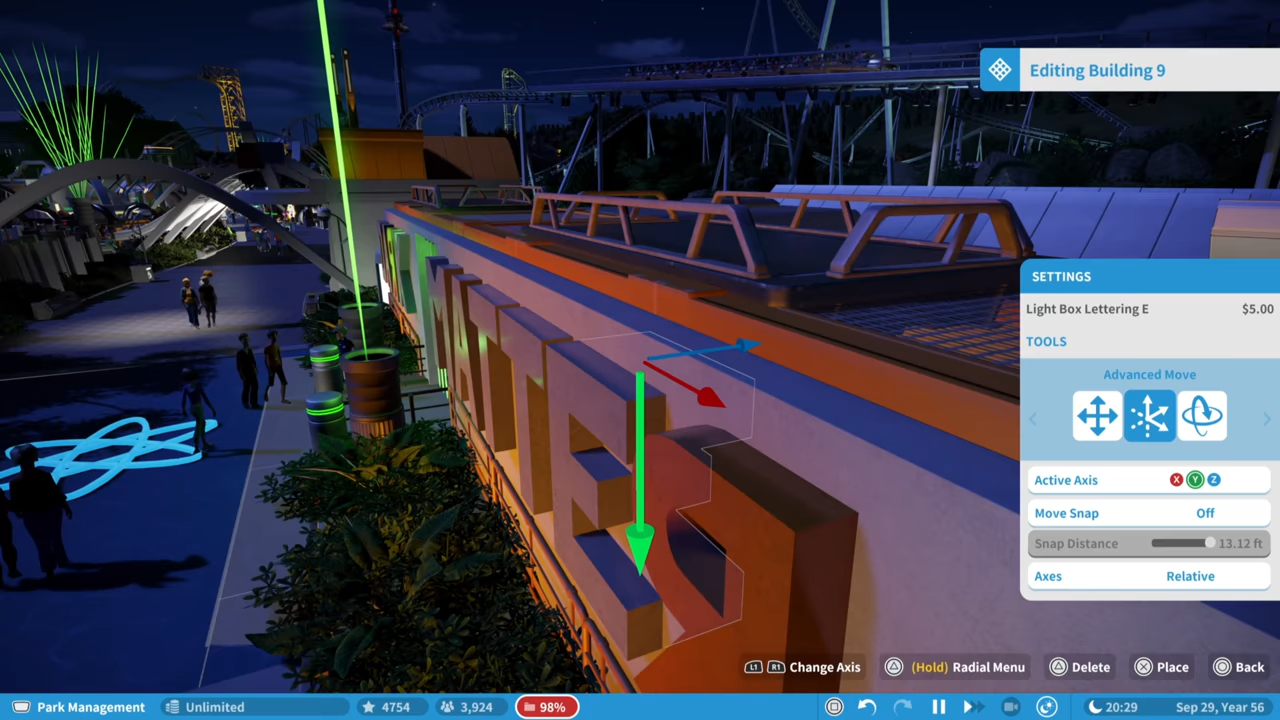 Editing Building 9
SETTINGS
Light Box Lettering E $5.00
TOOLS
Advanced Move
Active Axis X Y Z
Move Snap Off
Snap Distance 13.12 ft
Axes Relative
L1 R1 Change Axis (Hold) Radial Menu Delete Place Back
Park Management Unlimited 4754 3,924 98% 20:29 Sep 29, Year 56